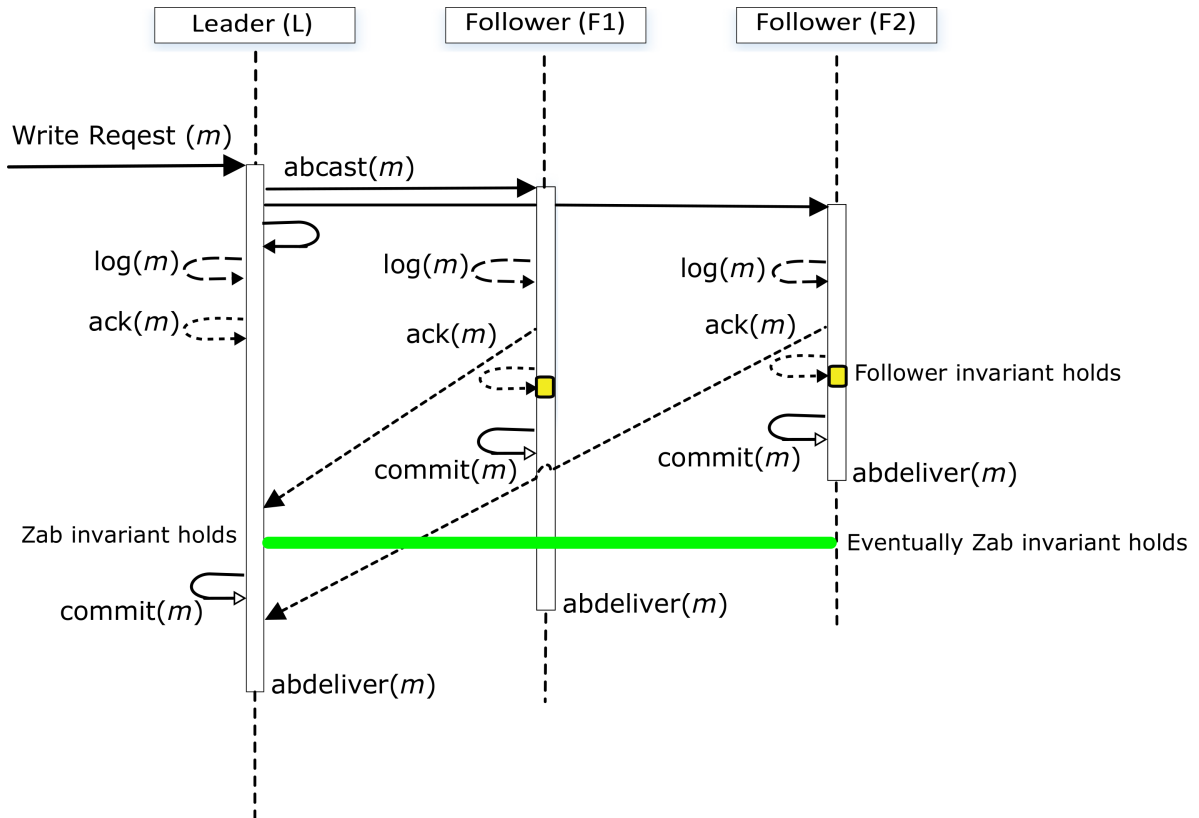 Leader (L)
Follower (F1)
Follower (F2)
Write Reqest (m)
abcast(m)
log(m)
log(m)
log(m)
ack(m)
ack(m)
ack(m)
Follower invariant holds
commit(m)
commit(m)
abdeliver(m)
Zab invariant holds
Eventually Zab invariant holds
commit(m)
abdeliver(m)
abdeliver(m)